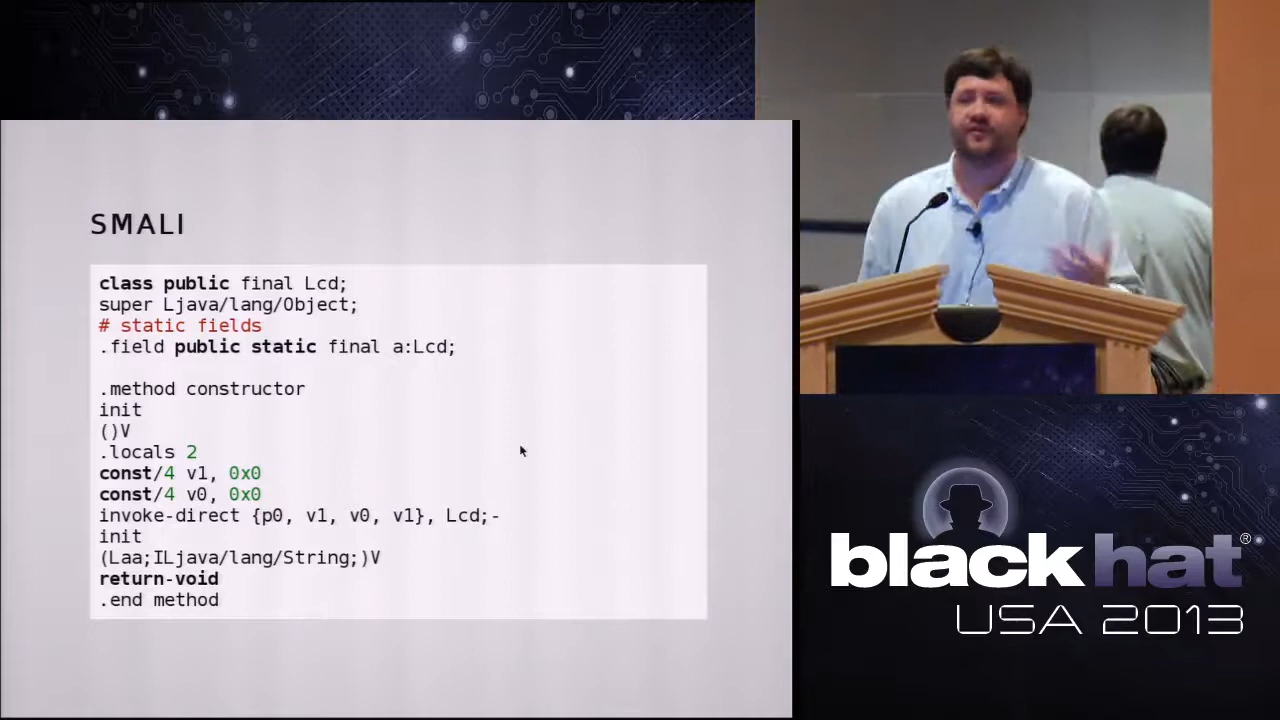 SMALI
class public final Lcd;
super Ljava/lang/Object;
# static fields
.field public static final a:Lcd;
.method constructor
init
()V
.locals 2
const/4 v1, 0x0
const/4 v0, 0x0
invoke-direct {p0, v1, v0, v1}, Lcd;-
init
(Laa;ILjava/lang/String;)V
return-void
.end method
black hat®
USA 2013